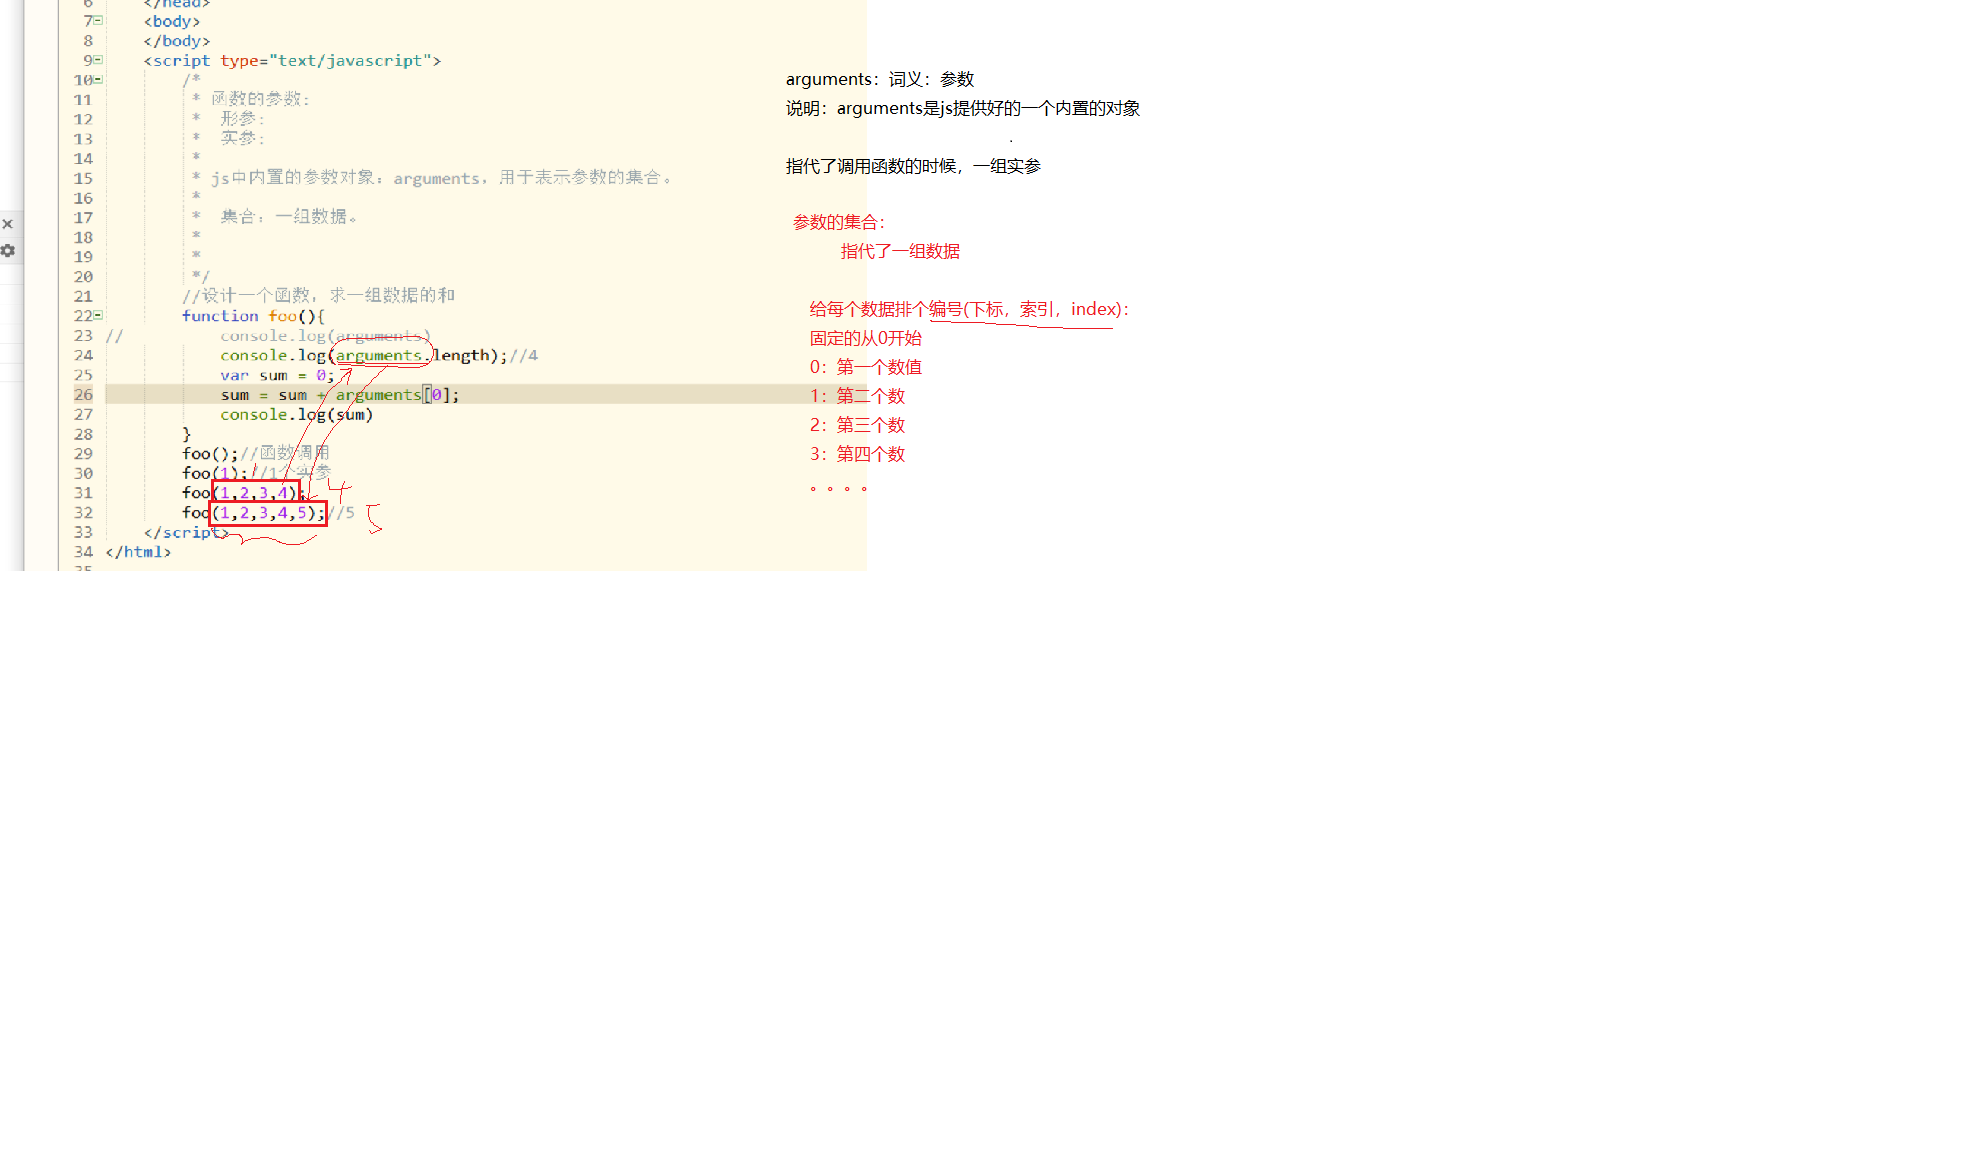 6 </head>
7 <body>
8 </body>
9 <script type="text/javascript">
10 /*
11 * 函数的参数：
12 * 形参：
13 * 实参：
14 *
15 * js中内置的参数对象：arguments，用于表示参数的集合。
16 *
17 * 集合：一组数据。
18 *
19 *
20 */
21 //设计一个函数，求一组数据的和
22 function foo(){
23 // console.log(arguments)
24 console.log(arguments.length);//4
25 var sum = 0;
26 sum = sum + arguments[0];
27 console.log(sum)
28 }
29 foo();//函数调用
30 foo(1);//1个实参
31 foo(1,2,3,4); 4
32 foo(1,2,3,4,5);//5 5
33 </script>
34 </html>
35
arguments：词义：参数
说明：arguments是js提供好的一个内置的对象
指代了调用函数的时候，一组实参
参数的集合：
指代了一组数据
给每个数据排个编号(下标，索引，index)：
固定的从0开始
0：第一个数值
1：第二个数
2：第三个数
3：第四个数
。。。。